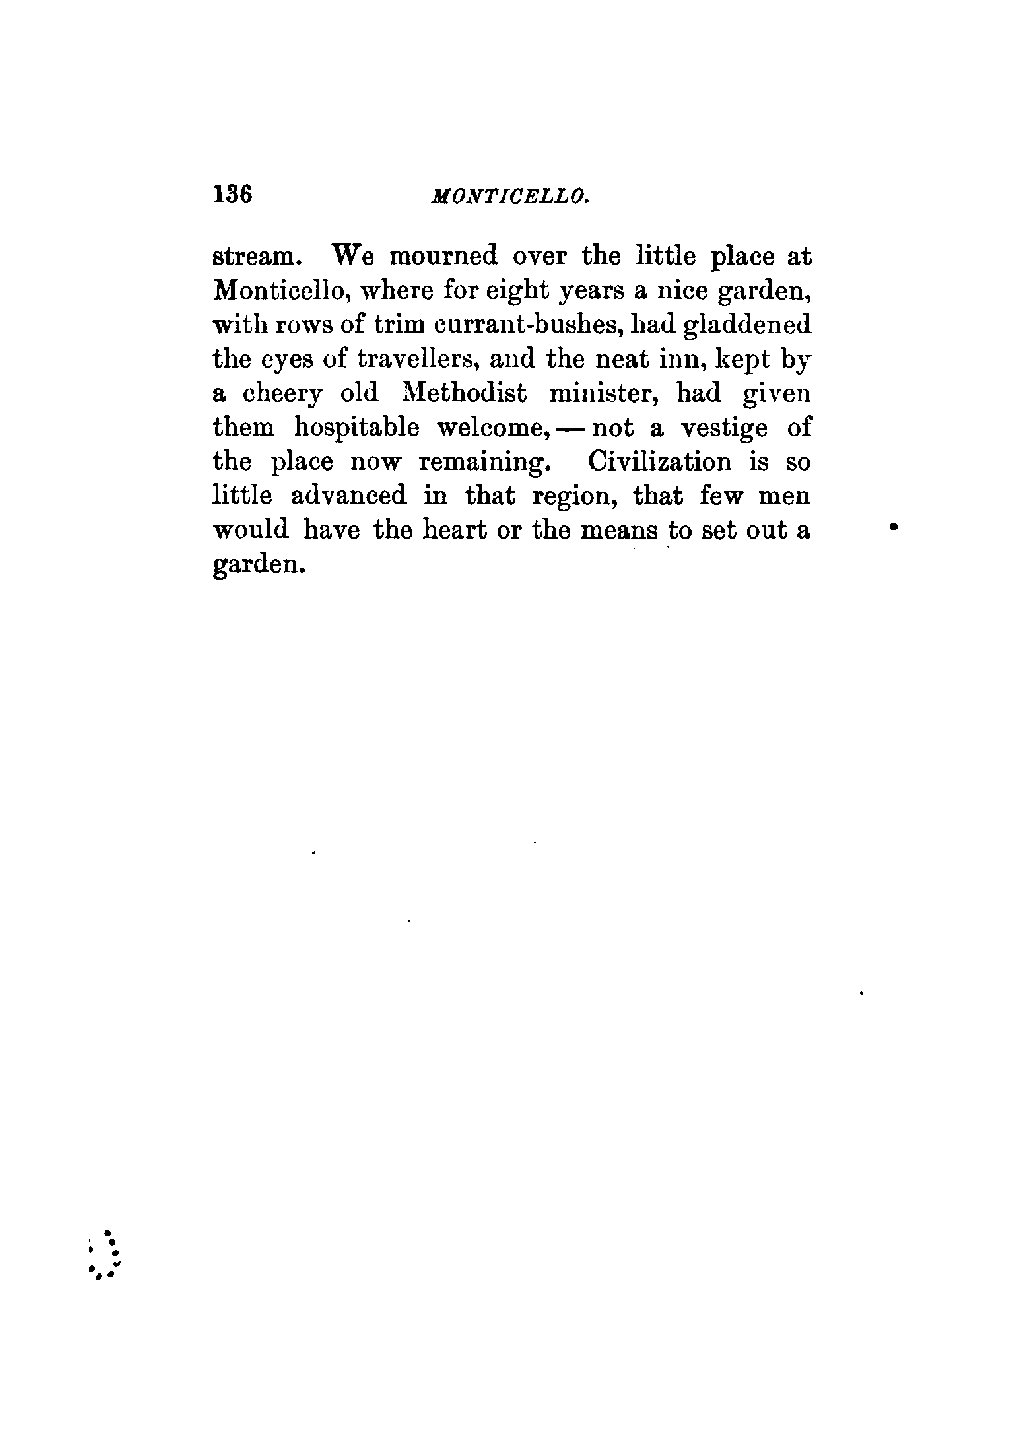 136 MONTICELLO.
stream. We mourned over the little place at
Monticello, where for eight years a nice garden,
with rows of trim currant-bushes, had gladdened
the eyes of travellers, and the neat inn, kept by
a cheery old Methodist minister, had given
them hospitable welcome, — not a vestige of
the place now remaining. Civilization is so
little advanced in that region, that few men
would have the heart or the means to set out a
garden.